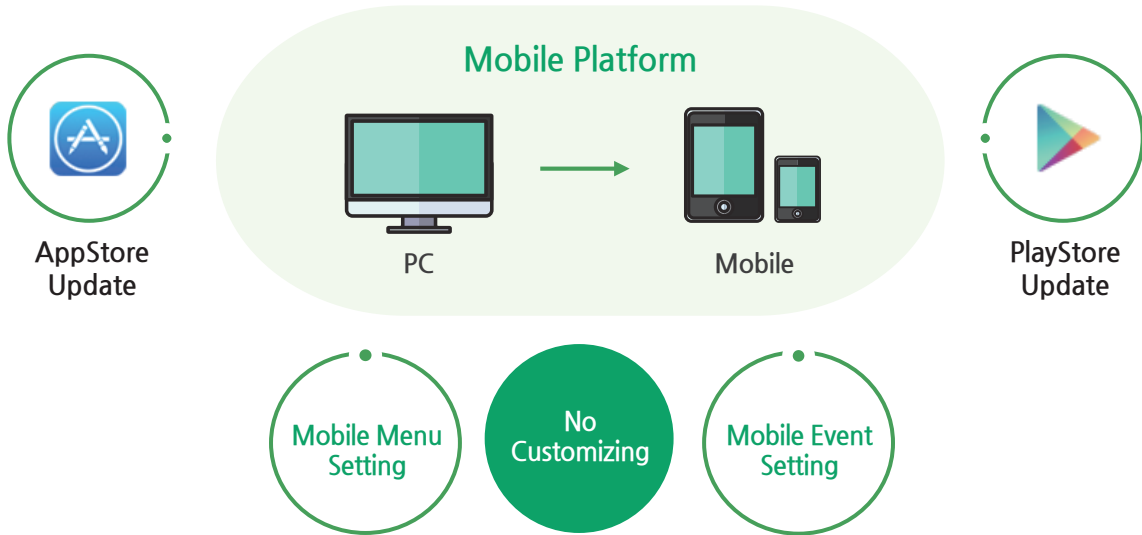 Mobile Platform
PC
Mobile
AppStore
Update
PlayStore
Update
Mobile Menu
Setting
No
Customizing
Mobile Event
Setting